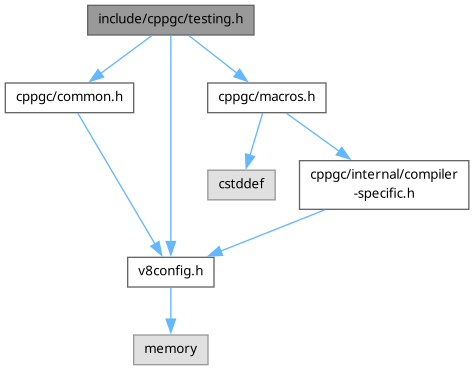 include/cppgc/testing.h
cppgc/common.h
cppgc/macros.h
cstddef
cppgc/internal/compiler
-specific.h
v8config.h
memory